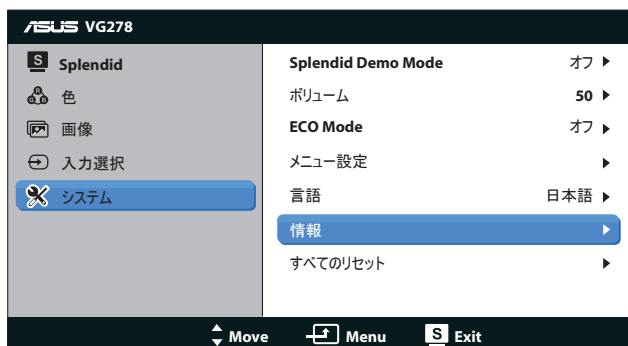 ASUS VG278
S Splendid
色
画像
入力選択
システム
Splendid Demo Mode オフ
ボリューム 50
ECO Mode オフ
メニュー設定
言語 日本語
情報
すべてのリセット
Move Menu S Exit